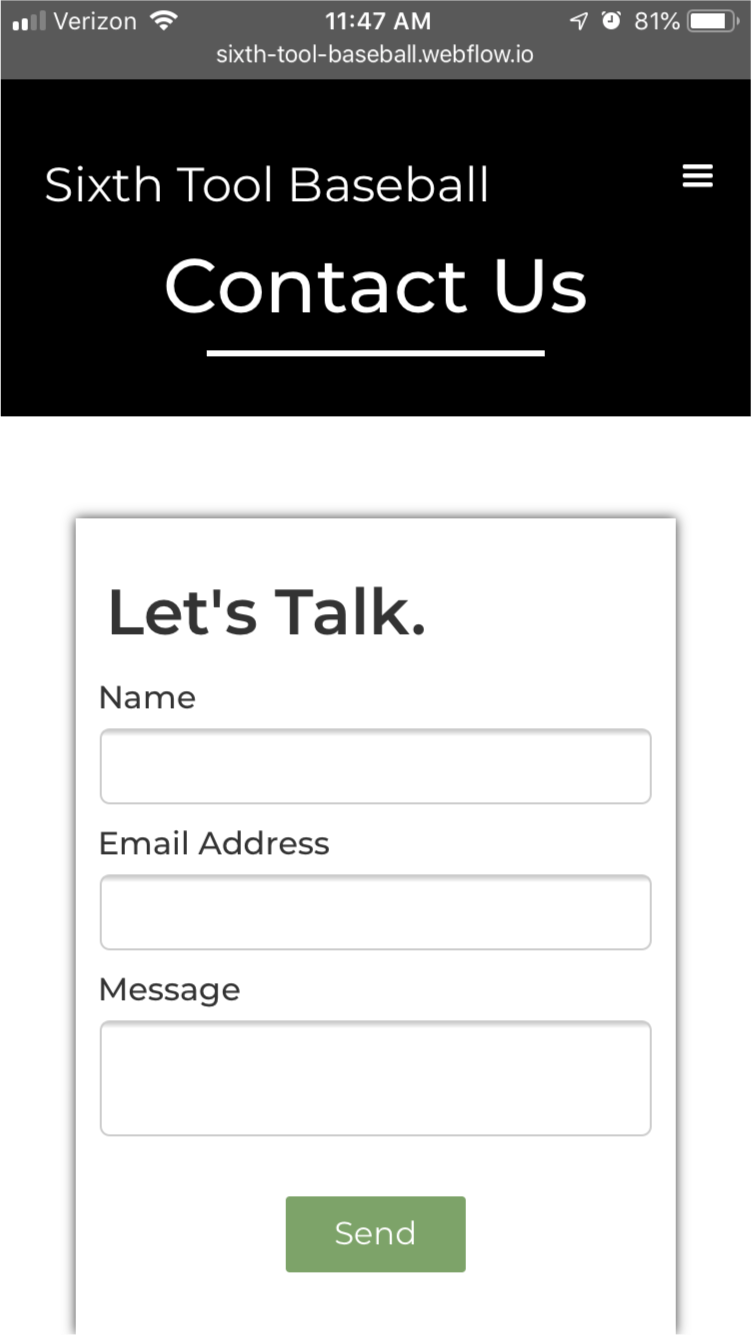 Verizon 11:47 AM 81%
sixth-tool-baseball.webflow.io
Sixth Tool Baseball
Contact Us
Let's Talk.
Name
Email Address
Message
Send